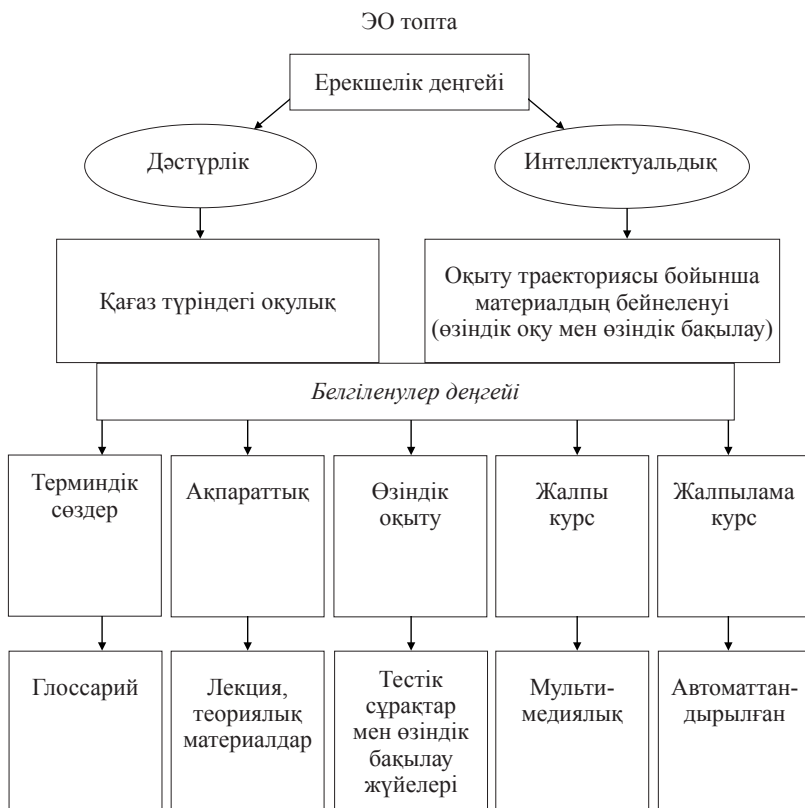 ЭО топта
Ерекшелік деңгейі
Дәстүрлік
Интеллектуальдық
Қағаз түріндегі оқулық
Оқыту траекториясы бойынша
материалдың бейнеленуі
(өзіндік оқу мен өзіндік бақылау)
Белгіленулер деңгейі
Терминдік
сөздер
Ақпараттық
Өзіндік
оқыту
Жалпы
курс
Жалпылама
курс
Глоссарий
Лекция,
теориялық
материалдар
Тестік
сұрақтар
мен өзіндік
бақылау
жүйелері
Мульти-
медиялық
Автоматтан-
дырылған